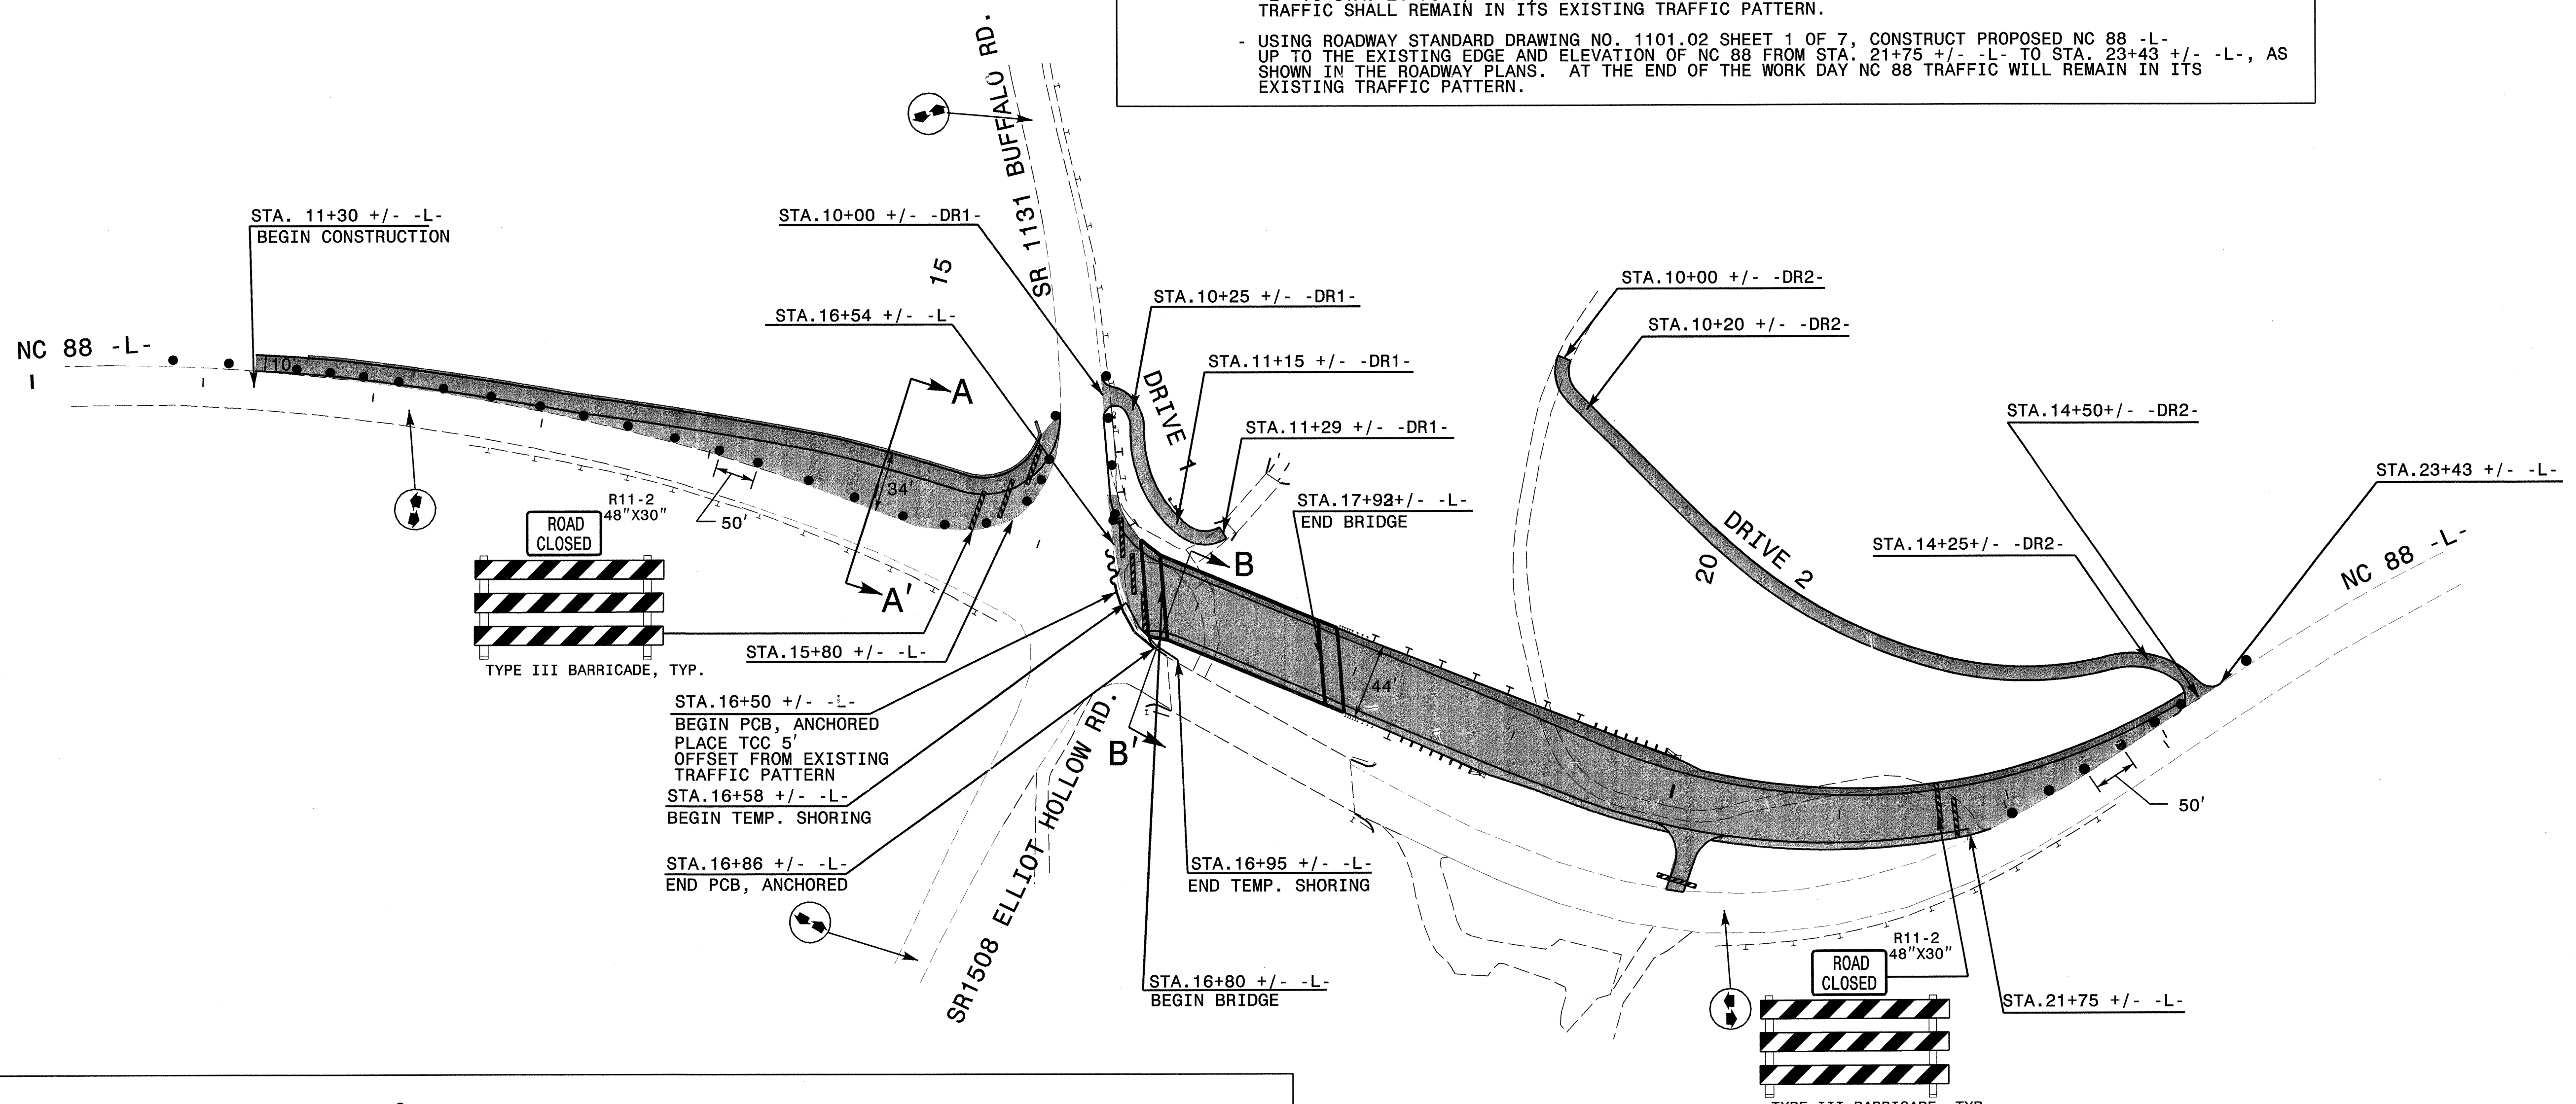 TRAFFIC SHALL REMAIN IN ITS EXISTING TRAFFIC PATTERN.
- USING ROADWAY STANDARD DRAWING NO. 1101.02 SHEET 1 OF 7, CONSTRUCT PROPOSED NC 88 -L-
UP TO THE EXISTING EDGE AND ELEVATION OF NC 88 FROM STA. 21+75 +/- -L- TO STA. 23+43 +/- -L-, AS
SHOWN IN THE ROADWAY PLANS. AT THE END OF THE WORK DAY NC 88 TRAFFIC WILL REMAIN IN ITS
EXISTING TRAFFIC PATTERN.
SR 1131 BUFFALO RD.
STA. 11+30 +/- -L-
BEGIN CONSTRUCTION
STA.10+00 +/- -DR1-
15
STA.16+54 +/- -L-
STA.10+25 +/- -DR1-
STA.11+15 +/- -DR1-
DRIVE 1
STA.11+29 +/- -DR1-
STA.10+00 +/- -DR2-
STA.10+20 +/- -DR2-
STA.14+50+/- -DR2-
STA.23+43 +/- -L-
NC 88 -L-
10'
A
34'
R11-2
48"X30"
50'
ROAD
CLOSED
A'
TYPE III BARRICADE, TYP.
STA.15+80 +/- -L-
END BRIDGE
B
DRIVE 2
20
STA.14+25+/- -DR2-
NC 88 -L-
44'
50'
STA.16+50 +/- -L-
BEGIN PCB, ANCHORED
PLACE TCC 5'
OFFSET FROM EXISTING
TRAFFIC PATTERN
STA.16+58 +/- -L-
BEGIN TEMP. SHORING
B'
STA.16+86 +/- -L-
END PCB, ANCHORED
STA.16+95 +/- -L-
END TEMP. SHORING
SR1508 ELLIOT HOLLOW RD.
STA.16+80 +/- -L-
BEGIN BRIDGE
R11-2
48"X30"
ROAD
CLOSED
STA.21+75 +/- -L-
TYPE III BARRICADE, TYP